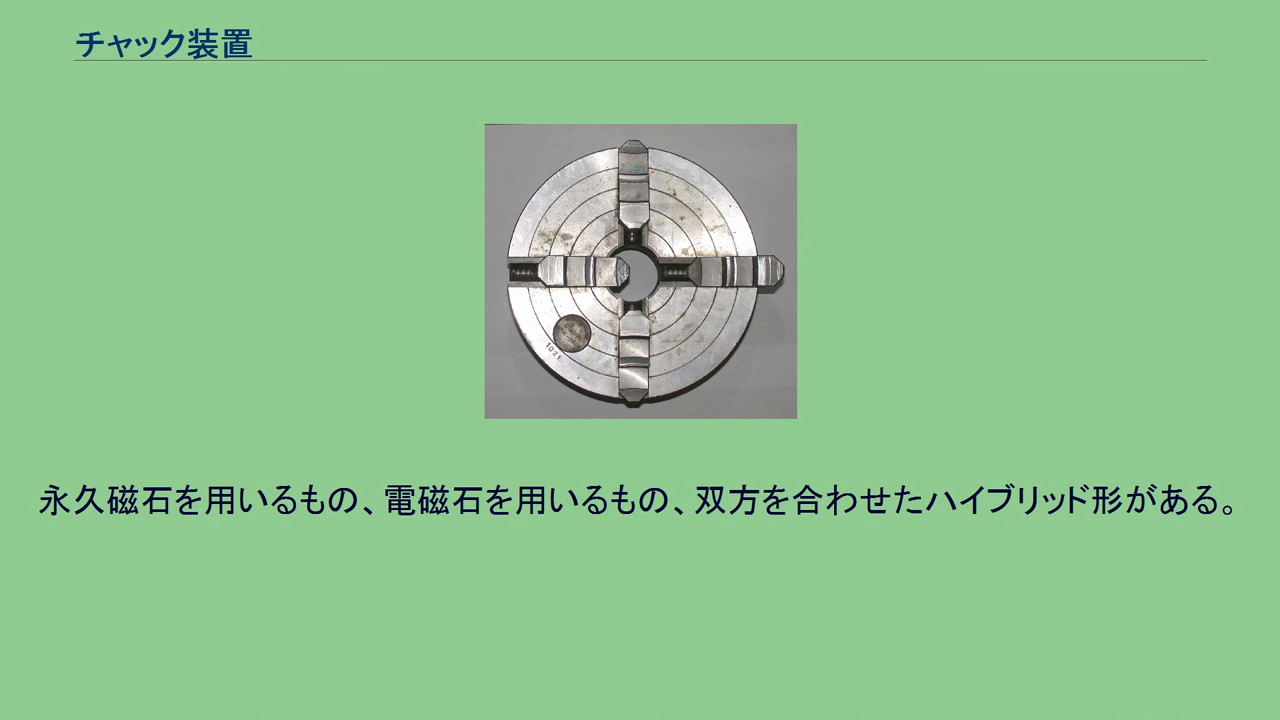 チャック装置
1021
永久磁石を用いるもの、電磁石を用いるもの、双方を合わせたハイブリッド形がある。